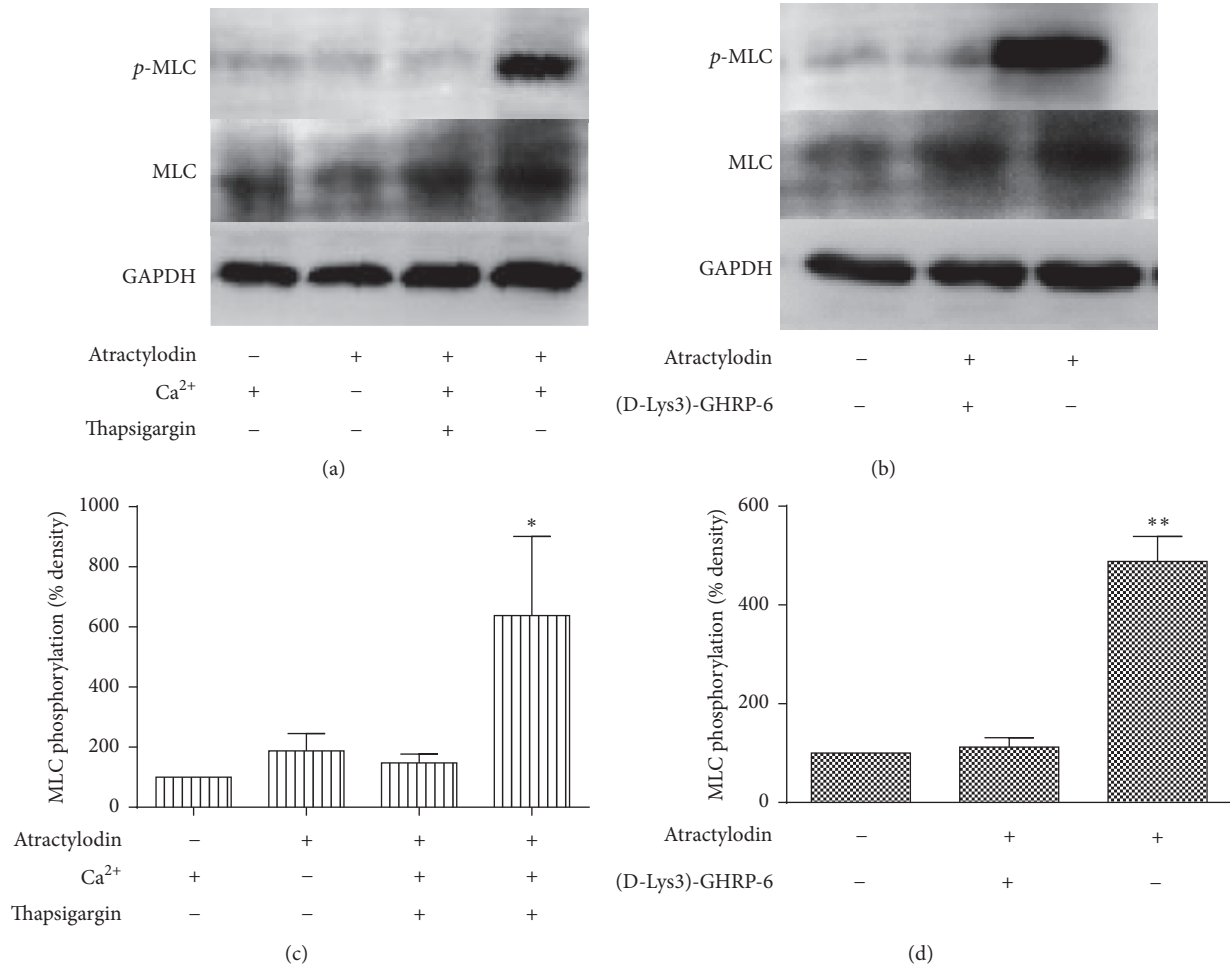 p-MLC
MLC
GAPDH
Atractylodin − + + +
Ca2+ + − + +
Thapsigargin − − + −
(a)
p-MLC
MLC
GAPDH
Atractylodin − + +
(D-Lys3)-GHRP-6 − + −
(b)
MLC phosphorylation (% density)
1000
800
600
400
200
0
*
Atractylodin − + + +
Ca2+ + − + +
Thapsigargin − − + +
(c)
MLC phosphorylation (% density)
600
400
200
0
**
Atractylodin − + +
(D-Lys3)-GHRP-6 − + −
(d)